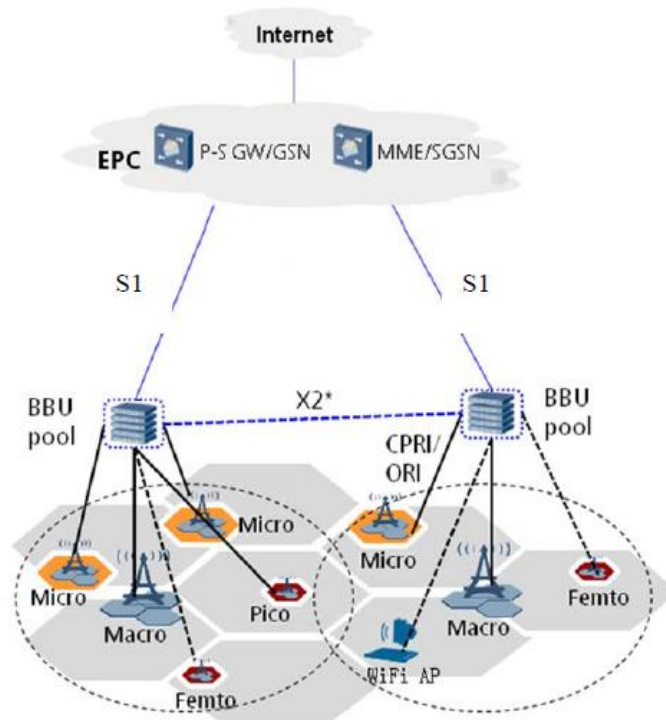 Internet
EPC
P-S GW/GSN
MME/SGSN
S1
S1
BBU
pool
X2*
BBU
pool
CPRI/
ORI
Micro
Micro
Micro
Macro
Pico
Macro
Femto
Femto
WiFi AP